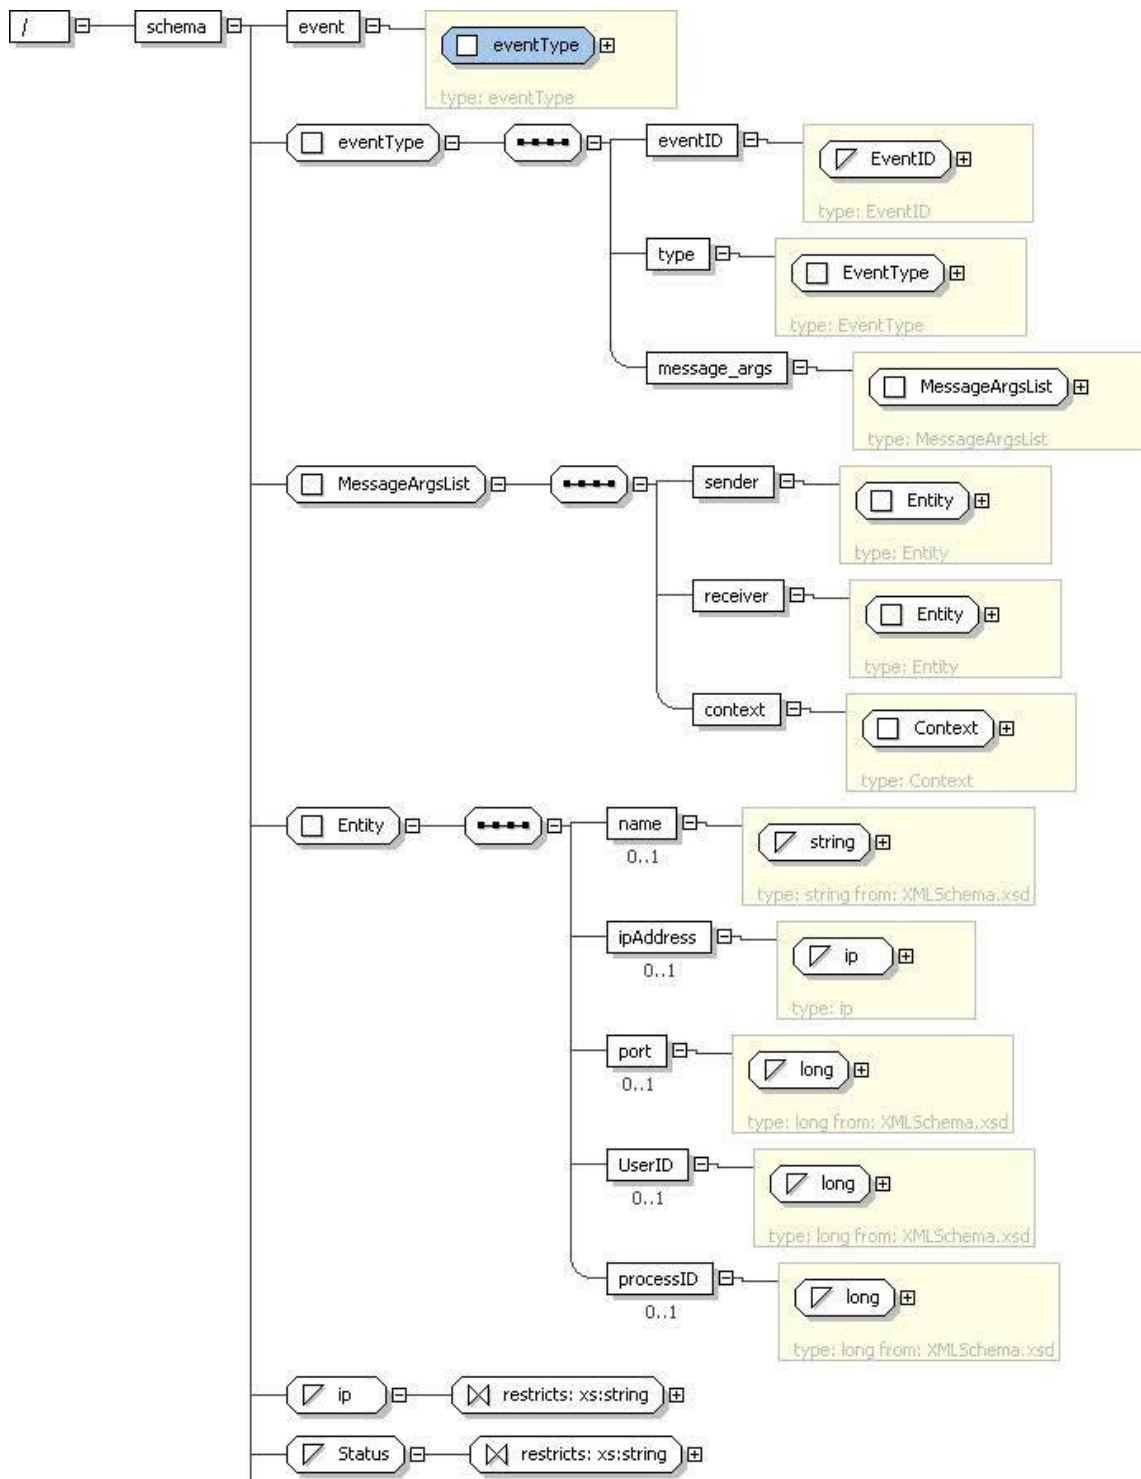 /
schema
event
eventType
type: eventType
eventType
eventID
EventID
type: EventID
type
EventType
type: EventType
message_args
MessageArgsList
type: MessageArgsList
MessageArgsList
sender
Entity
type: Entity
receiver
Entity
type: Entity
context
Context
type: Context
Entity
name
0..1
string
type: string from: XMLSchema.xsd
ipAddress
0..1
ip
type: ip
port
0..1
long
type: long from: XMLSchema.xsd
UserID
0..1
long
type: long from: XMLSchema.xsd
processID
0..1
long
type: long from: XMLSchema.xsd
ip
restricts: xs:string
Status
restricts: xs:string